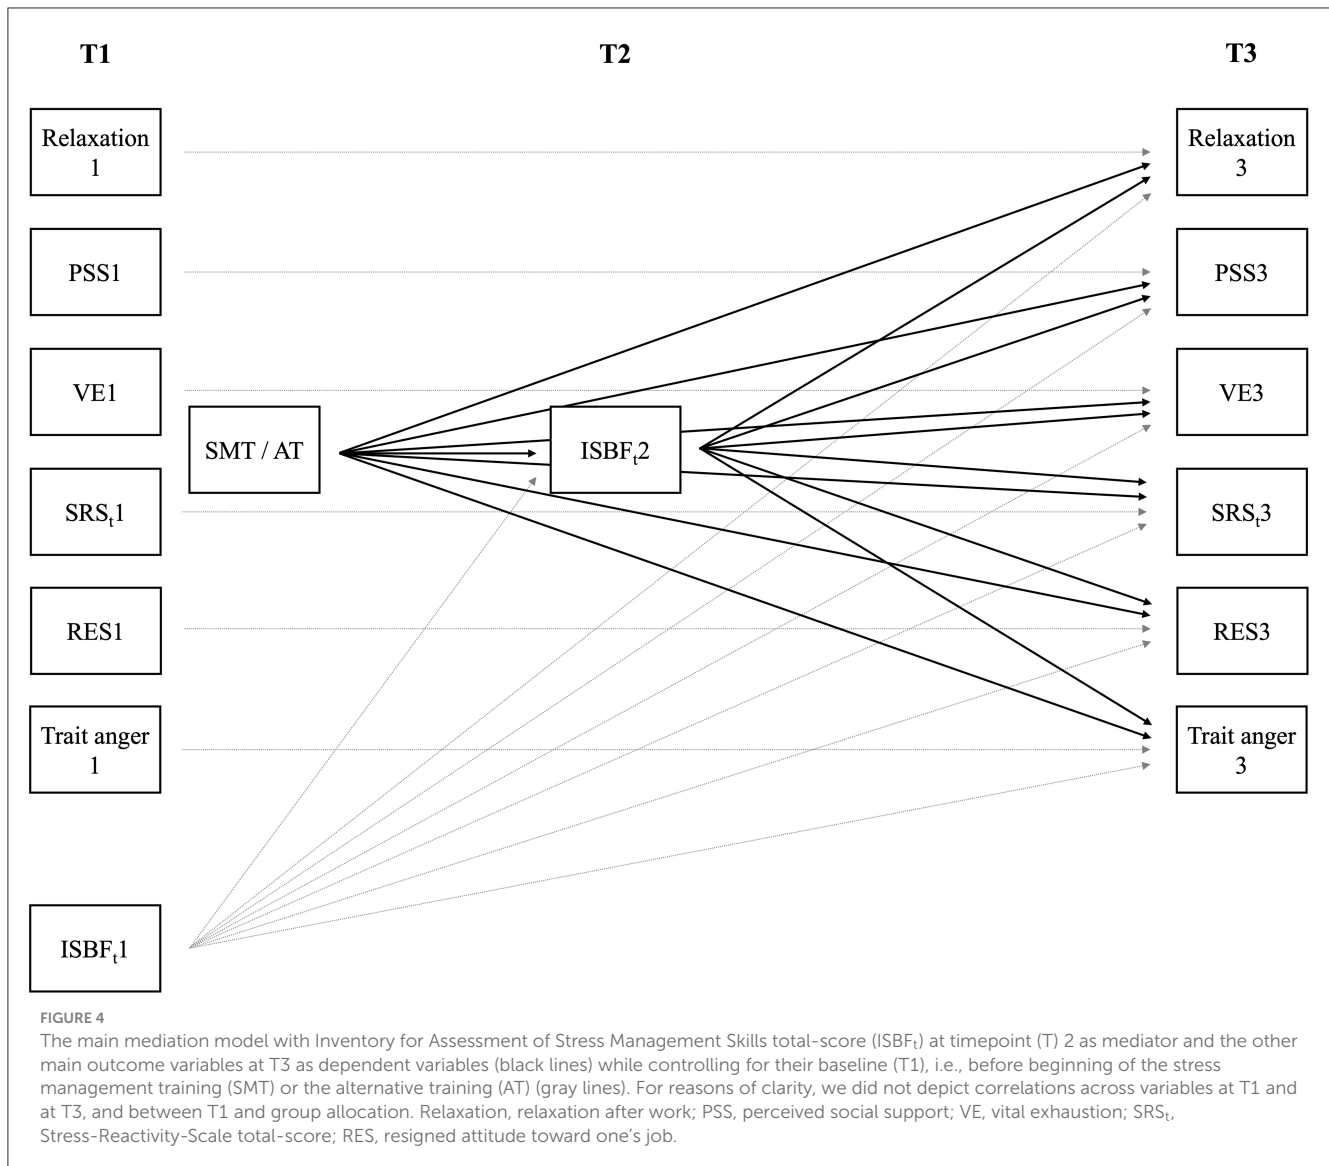 T1
T2
T3
Relaxation
1
Relaxation
3
PSS1
PSS3
VE1
VE3
SMT / AT
ISBFt2
SRSt1
SRSt3
RES1
RES3
Trait anger
1
Trait anger
3
ISBFt1
FIGURE 4
The main mediation model with Inventory for Assessment of Stress Management Skills total-score (ISBFt) at timepoint (T) 2 as mediator and the other
main outcome variables at T3 as dependent variables (black lines) while controlling for their baseline (T1), i.e., before beginning of the stress
management training (SMT) or the alternative training (AT) (gray lines). For reasons of clarity, we did not depict correlations across variables at T1 and
at T3, and between T1 and group allocation. Relaxation, relaxation after work; PSS, perceived social support; VE, vital exhaustion; SRSt,
Stress-Reactivity-Scale total-score; RES, resigned attitude toward one's job.